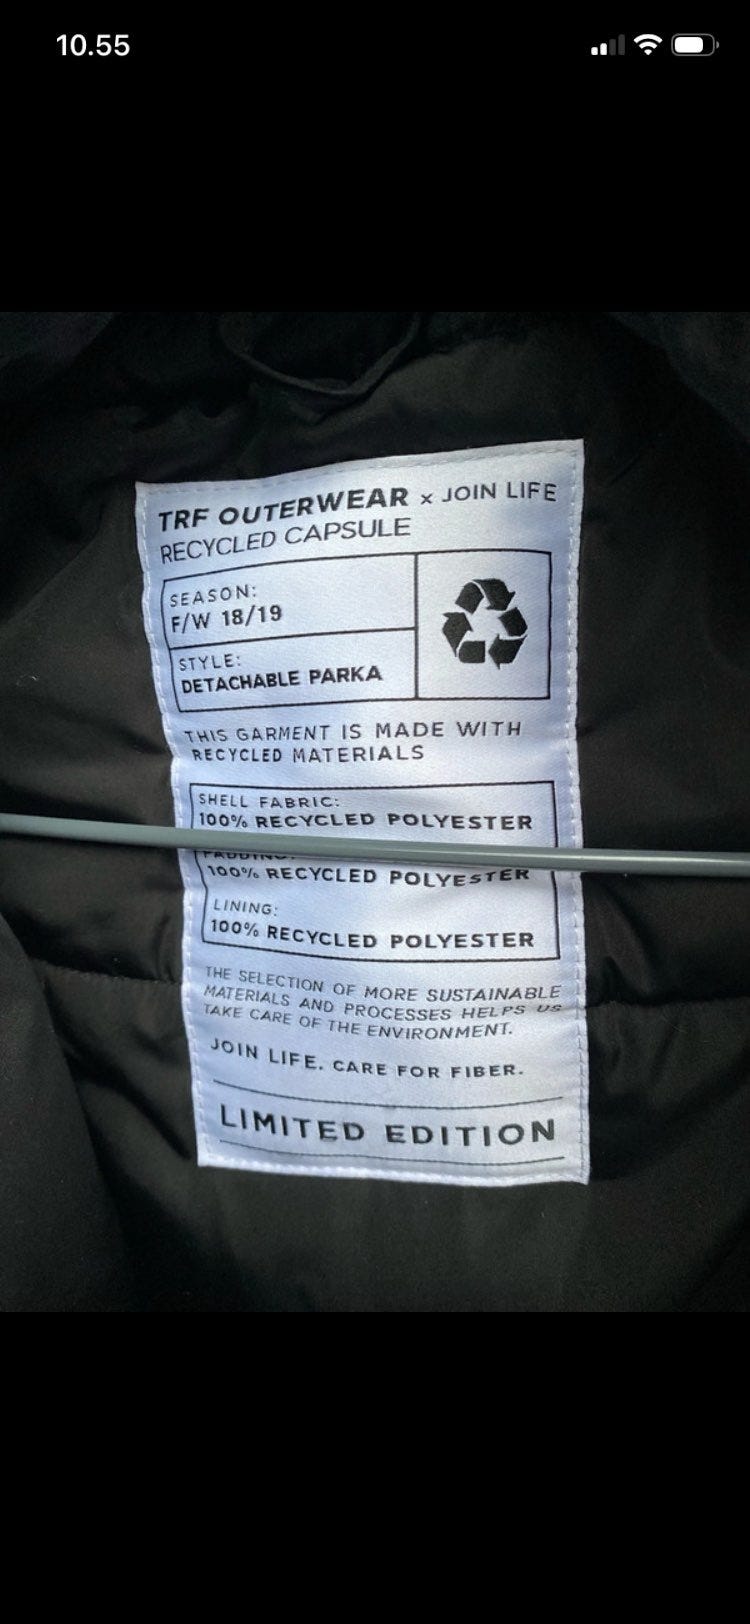 10.55
TRF OUTERWEAR x JOIN LIFE
RECYCLED CAPSULE
SEASON:
F/W 18/19
STYLE:
DETACHABLE PARKA
THIS GARMENT IS MADE WITH
RECYCLED MATERIALS
SHELL FABRIC:
100% RECYCLED POLYESTER
PADDING:
100% RECYCLED POLYESTER
LINING:
100% RECYCLED POLYESTER
THE SELECTION OF MORE SUSTAINABLE
MATERIALS AND PROCESSES HELPS US
TAKE CARE OF THE ENVIRONMENT.
JOIN LIFE. CARE FOR FIBER.
LIMITED EDITION